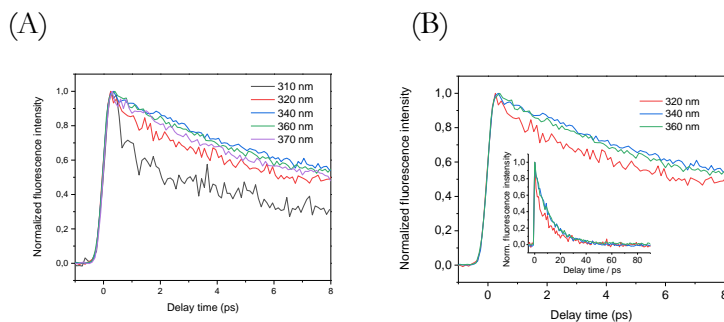 (A)
(B)
Normalized fluorescence intensity
1,0
0,8
0,6
0,4
0,2
0,0
0
2
4
6
8
Delay time (ps)
310 nm
320 nm
340 nm
360 nm
370 nm
Normalized fluorescence intensity
1,0
0,8
0,6
0,4
0,2
0,0
0
2
4
6
8
Delay time (ps)
320 nm
340 nm
360 nm
Norm. fluorescence intensity
1,0
0,8
0,6
0,4
0,2
0,0
0
20
40
60
80
Delay time / ps